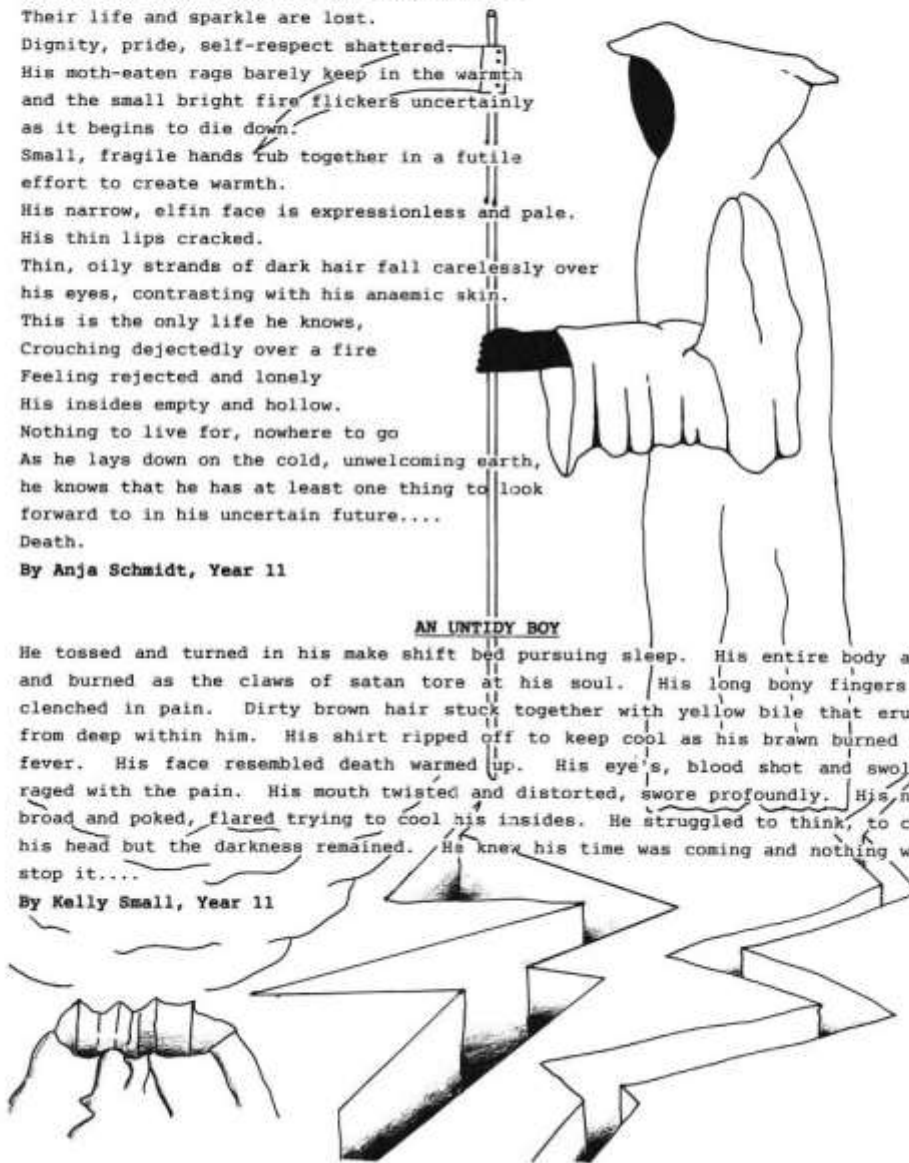 Their life and sparkle are lost.
Dignity, pride, self-respect shattered.
His moth-eaten rags barely keep in the warmth
and the small bright fire flickers uncertainly
as it begins to die down.
Small, fragile hands rub together in a futile
effort to create warmth.
His narrow, elfin face is expressionless and pale.
His thin lips cracked.
Thin, oily strands of dark hair fall carelessly over
his eyes, contrasting with his anaemic skin.
This is the only life he knows,
Crouching dejectedly over a fire
Feeling rejected and lonely
His insides empty and hollow.
Nothing to live for, nowhere to go
As he lays down on the cold, unwelcoming earth,
he knows that he has at least one thing to look
forward to in his uncertain future....
Death.
By Anja Schmidt, Year 11
AN UNTIDY BOY
He tossed and turned in his make shift bed pursuing sleep. His entire body
and burned as the claws of satan tore at his soul. His long bony fingers
clenched in pain. Dirty brown hair stuck together with yellow bile that
from deep within him. His shirt ripped off to keep cool as his brawn burned
fever. His face resembled death warmed up. His eye's, blood shot and
raged with the pain. His mouth twisted and distorted, swore profoundly. His
broad and poked, flared trying to cool his insides. He struggled to think, to
his head but the darkness remained. He knew his time was coming and nothing
stop it....
By Kelly Small, Year 11